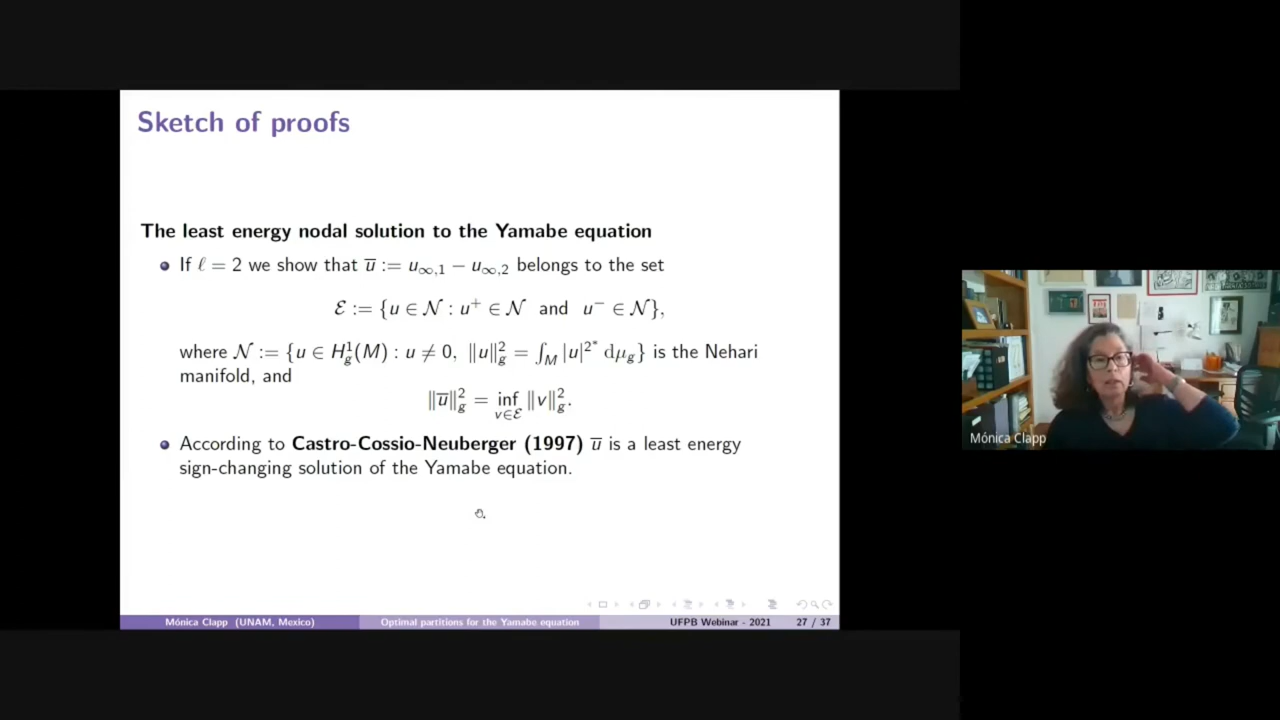 Sketch of proofs
The least energy nodal solution to the Yamabe equation
If ℓ = 2 we show that u̅ := u∞,1 − u∞,2 belongs to the set
ℰ := {u ∈ 𝒩 : u⁺ ∈ 𝒩 and u⁻ ∈ 𝒩},
where 𝒩 := {u ∈ H¹g(M) : u ≠ 0, ‖u‖²g = ∫M |u|²* dμg} is the Nehari
manifold, and
‖u̅‖²g = inf v∈ℰ ‖v‖²g.
According to Castro-Cossio-Neuberger (1997) u̅ is a least energy
sign-changing solution of the Yamabe equation.
Mónica Clapp (UNAM, Mexico) Optimal partitions for the Yamabe equation UFPB Webinar - 2021 27 / 37
Mónica Clapp